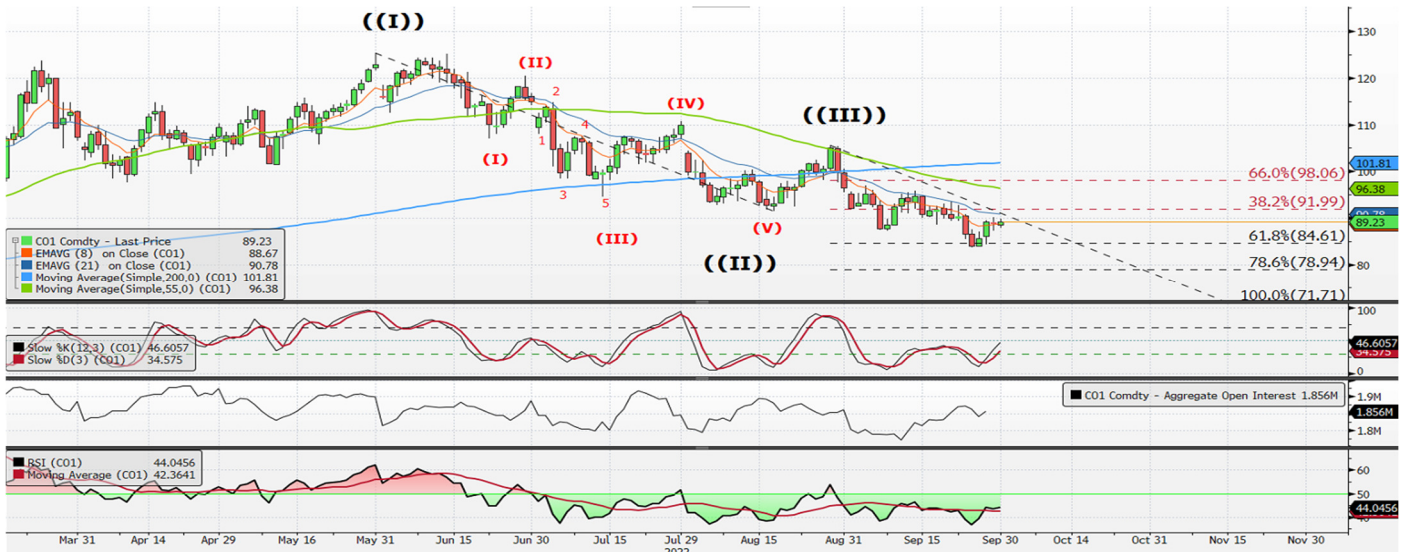 ((I))
(II)
2
(IV)
4
1
(I)
3
5
(III)
(V)
((III))
((II))
130
120
110
100
80
101.81
96.38
90.78
89.23
66.0%(98.06)
38.2%(91.99)
61.8%(84.61)
78.6%(78.94)
100.0%(71.71)
CO1 Comdty - Last Price 89.23
EMAVG (8) on Close (CO1) 88.67
EMAVG (21) on Close (CO1) 90.78
Moving Average(Simple,200,0) (CO1) 101.81
Moving Average(Simple,55,0) (CO1) 96.38
Slow %K(12,3) (CO1) 46.6057
Slow %D(3) (CO1) 34.575
100
46.6057
34.575
0
CO1 Comdty - Aggregate Open Interest 1.856M
1.9M
1.856M
1.8M
RSI (CO1) 44.0456
Moving Average (CO1) 42.3641
60
50
44.0456
40
Mar 31 Apr 14 Apr 29 May 16 May 31 Jun 15 Jun 30 Jul 15 Jul 29 Aug 15 Aug 31 Sep 15 Sep 30 Oct 14 Oct 31 Nov 15 Nov 30
2022